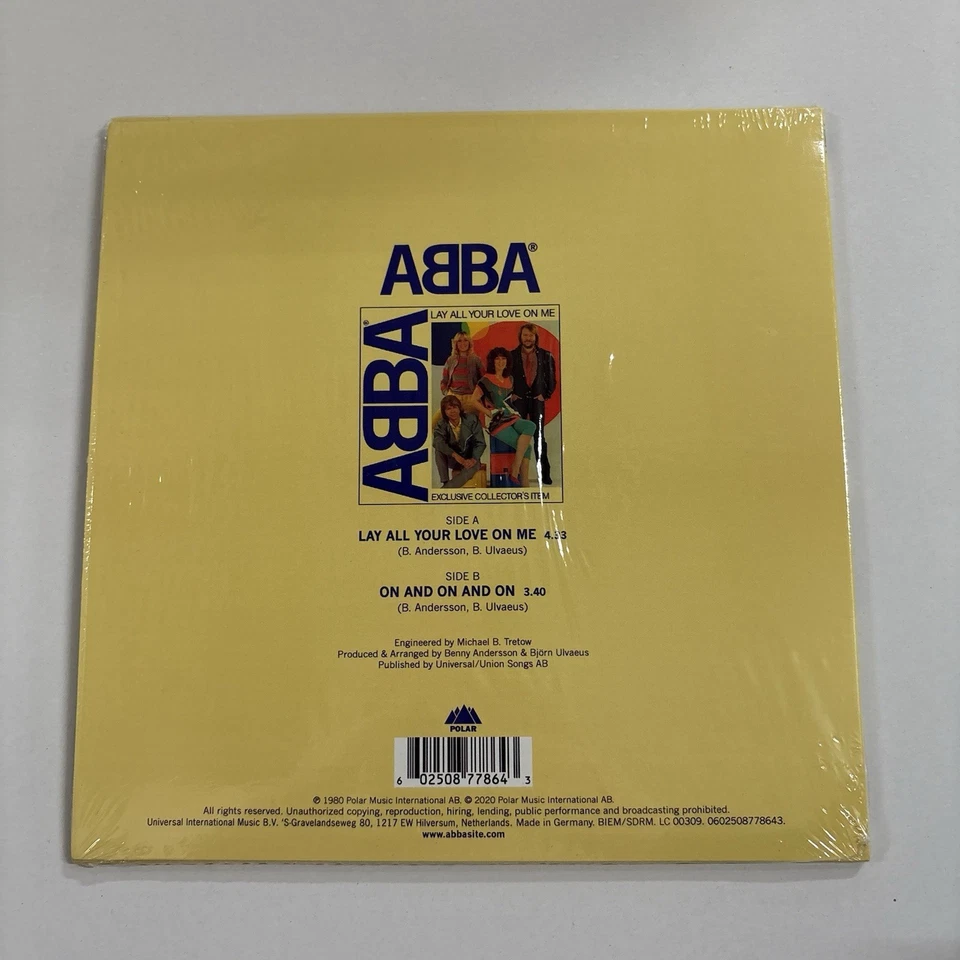 ABBA®
ABBA®
LAY ALL YOUR LOVE ON ME
EXCLUSIVE COLLECTOR'S ITEM
SIDE A
LAY ALL YOUR LOVE ON ME 4.33
(B. Andersson, B. Ulvaeus)
SIDE B
ON AND ON AND ON 3.40
(B. Andersson, B. Ulvaeus)
Engineered by Michael B. Tretow
Produced & Arranged by Benny Andersson & Björn Ulvaeus
Published by Universal/Union Songs AB
POLAR
6 02508 77864 3
℗ 1980 Polar Music International AB. © 2020 Polar Music International AB.
All rights reserved. Unauthorized copying, reproduction, hiring, lending, public performance and broadcasting prohibited.
Universal International Music B.V. 'S-Gravelandseweg 80, 1217 EW Hilversum, Netherlands. Made in Germany. BIEM/SDRM. LC 00309. 0602508778643.
www.abbasite.com